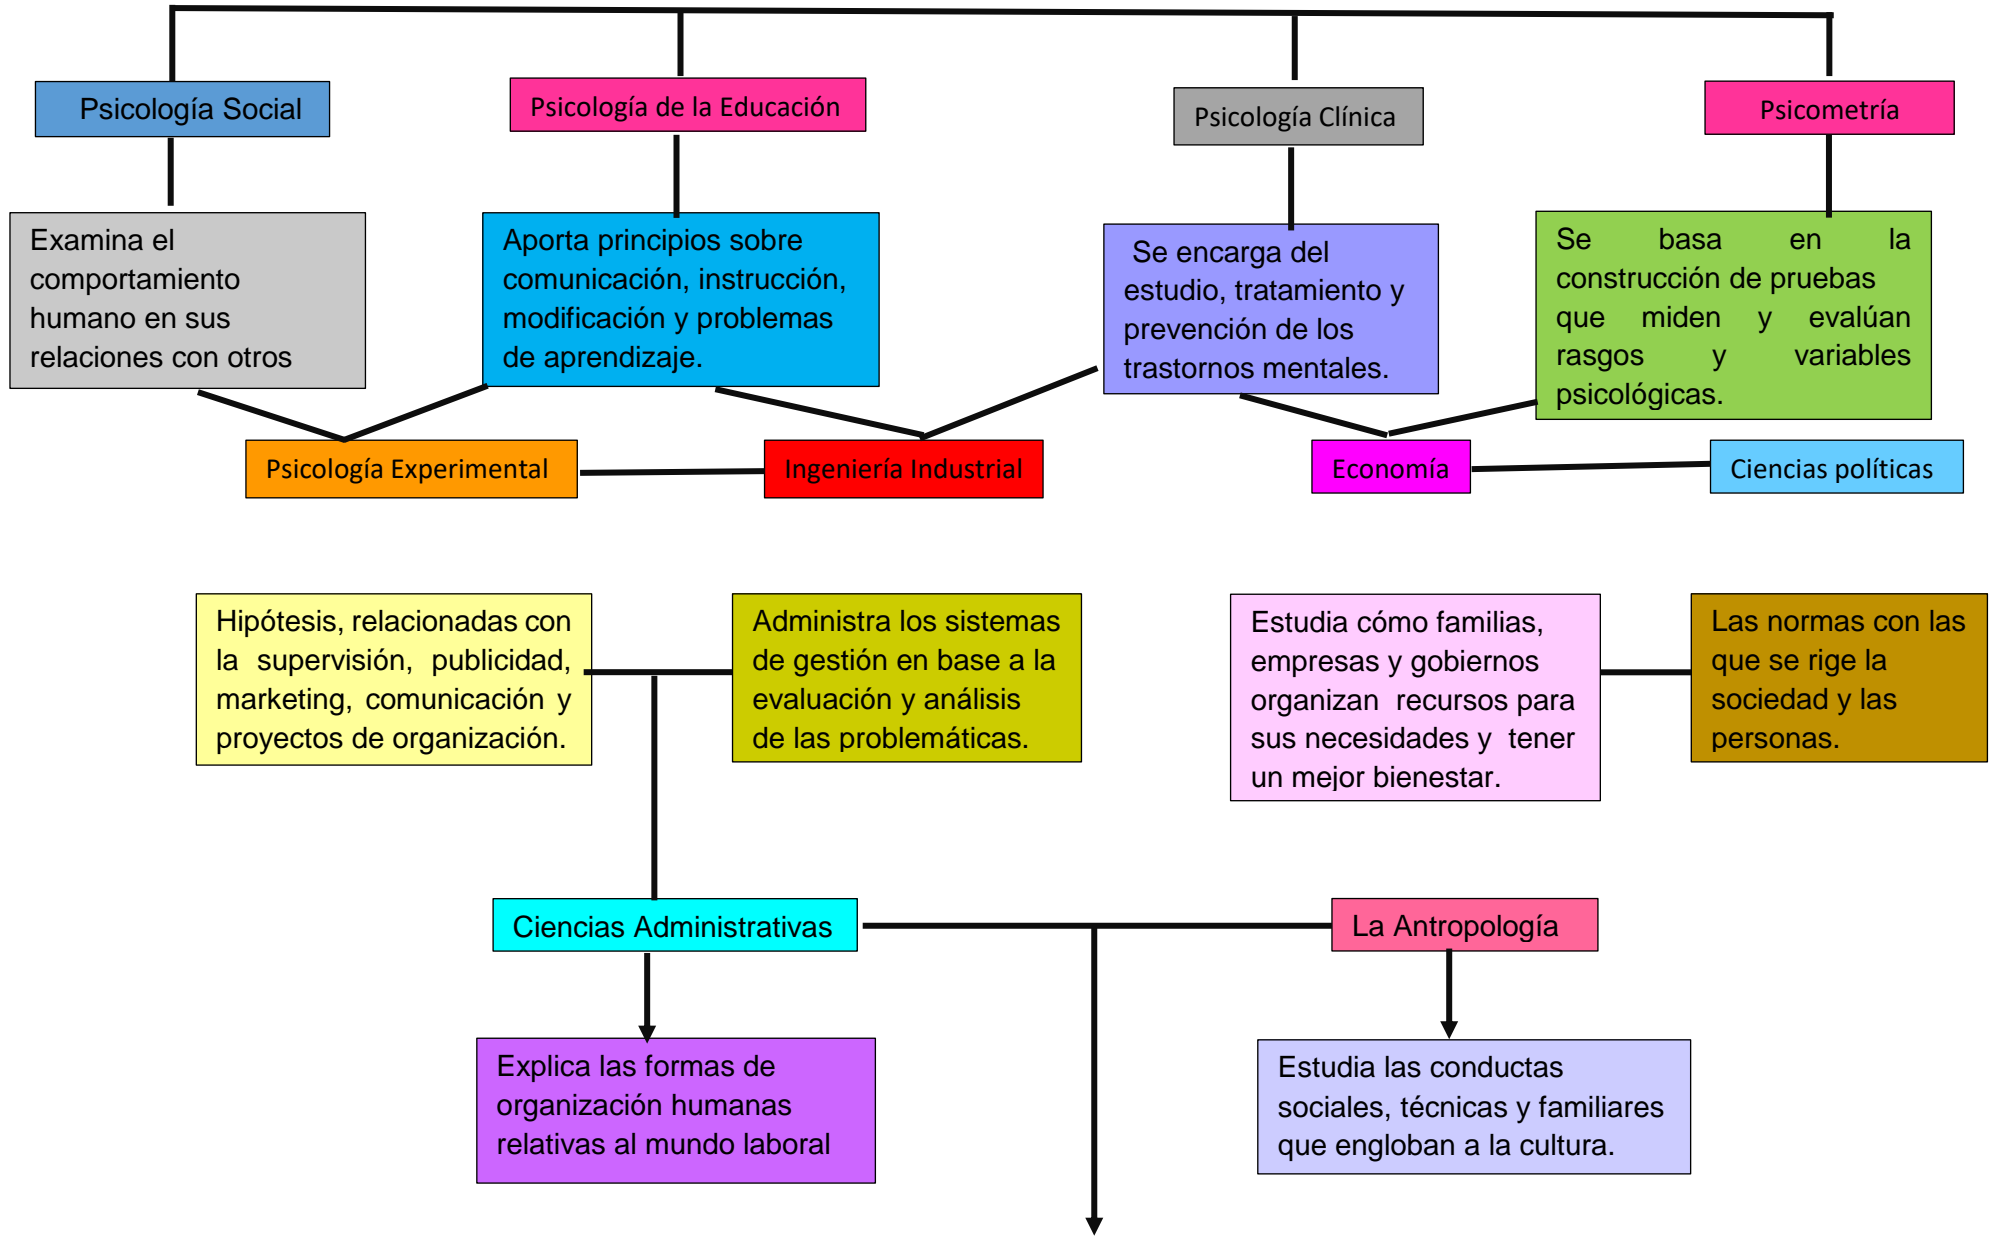 Psicología Social
Psicología de la Educación
Psicología Clínica
Psicometría
Examina el
comportamiento
humano en sus
relaciones con otros
Aporta principios sobre
comunicación, instrucción,
modificación y problemas
de aprendizaje.
Se encarga del
estudio, tratamiento y
prevención de los
trastornos mentales.
Se basa en la
construcción de pruebas
que miden y evalúan
rasgos y variables
psicológicas.
Psicología Experimental
Ingeniería Industrial
Economía
Ciencias políticas
Hipótesis, relacionadas con
la supervisión, publicidad,
marketing, comunicación y
proyectos de organización.
Administra los sistemas
de gestión en base a la
evaluación y análisis
de las problemáticas.
Estudia cómo familias,
empresas y gobiernos
organizan recursos para
sus necesidades y tener
un mejor bienestar.
Las normas con las
que se rige la
sociedad y las
personas.
Ciencias Administrativas
La Antropología
Explica las formas de
organización humanas
relativas al mundo laboral
Estudia las conductas
sociales, técnicas y familiares
que engloban a la cultura.